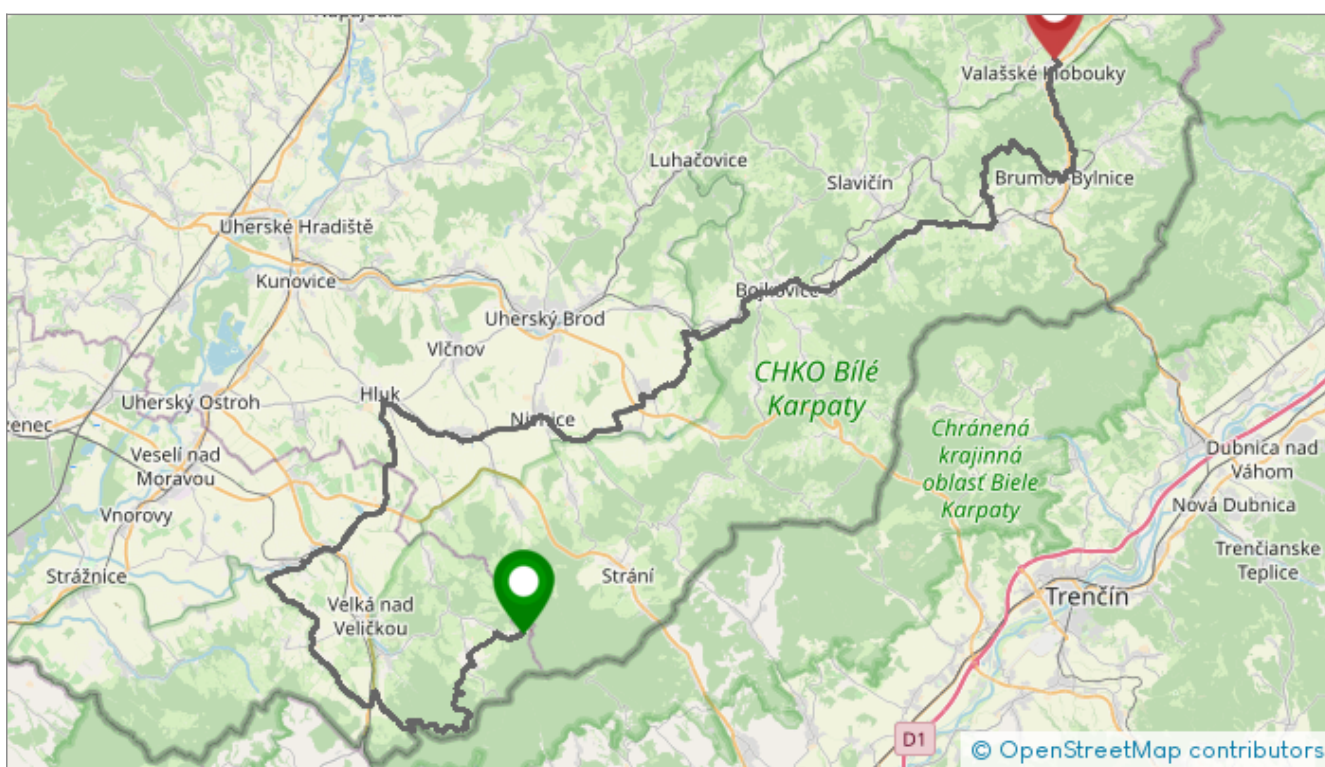 Valašské Klobouky
Luhačovice
Slavičín
Brumov-Bylnice
Uherské Hradiště
Kunovice
Bojkovice
Uherský Brod
Vlčnov
CHKO Bílé
Karpaty
Hluk
Uherský Ostroh
Nivnice
Chránená
krajinná
oblasť Biele
Karpaty
Dubnica nad
Váhom
Veselí nad
Moravou
Nová Dubnica
Vnorovy
Trenčianske
Teplice
Strážnice
Strání
Trenčín
Velká nad
Veličkou
D1
© OpenStreetMap contributors